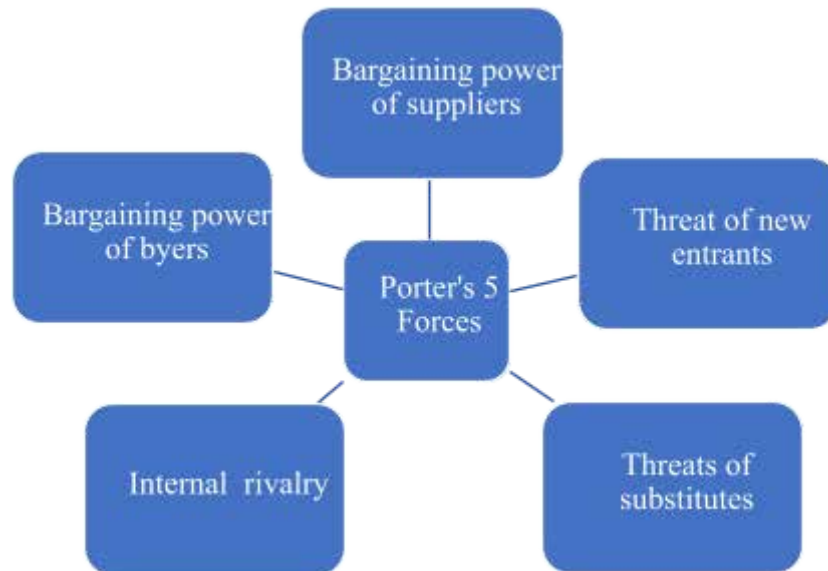 Bargaining power
of suppliers
Bargaining power
of byers
Threat of new
entrants
Porter's 5
Forces
Internal  rivalry
Threats of
substitutes